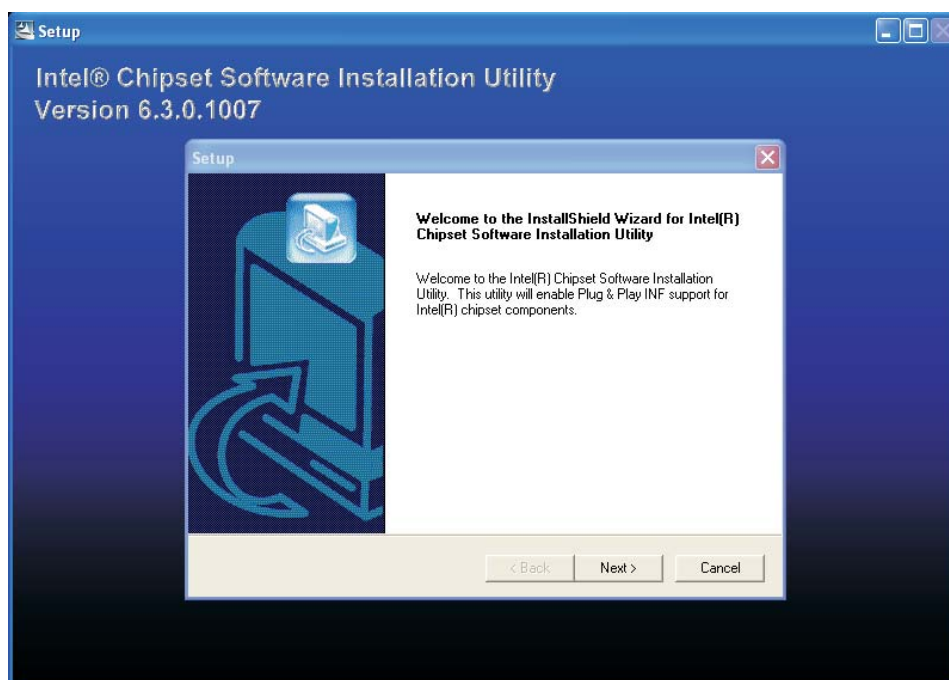 Setup
Intel® Chipset Software Installation Utility
Version 6.3.0.1007
Setup
Welcome to the InstallShield Wizard for Intel(R)
Chipset Software Installation Utility
Welcome to the Intel(R) Chipset Software Installation
Utility. This utility will enable Plug & Play INF support for
Intel(R) chipset components.
< Back
Next >
Cancel